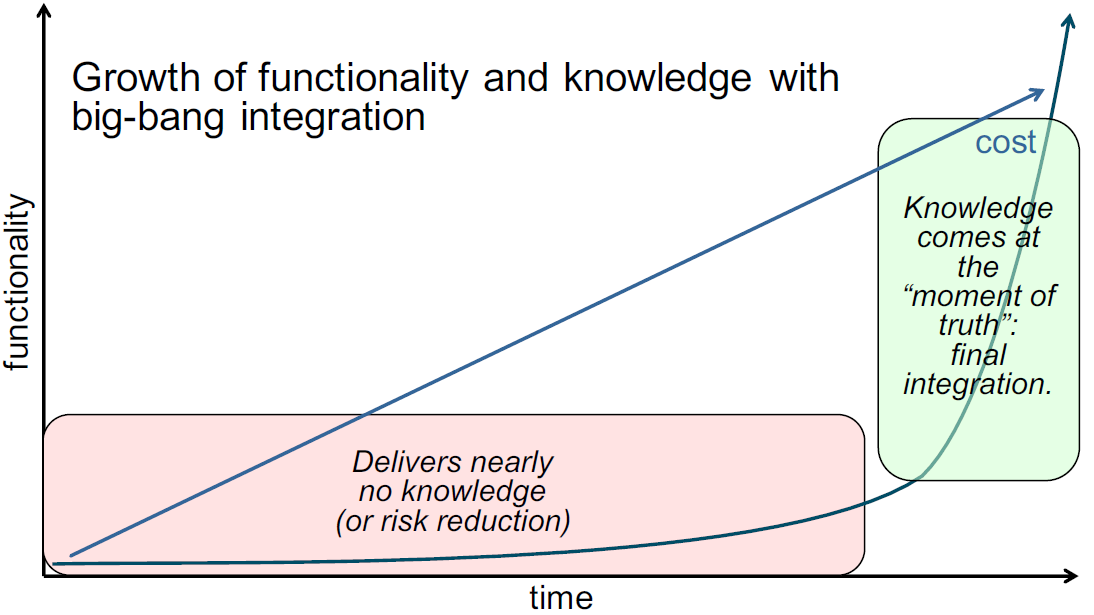 Growth of functionality and knowledge with
big-bang integration
cost
Knowledge
comes at
the
“moment of
truth”:
final
integration.
functionality
Delivers nearly
no knowledge
(or risk reduction)
time